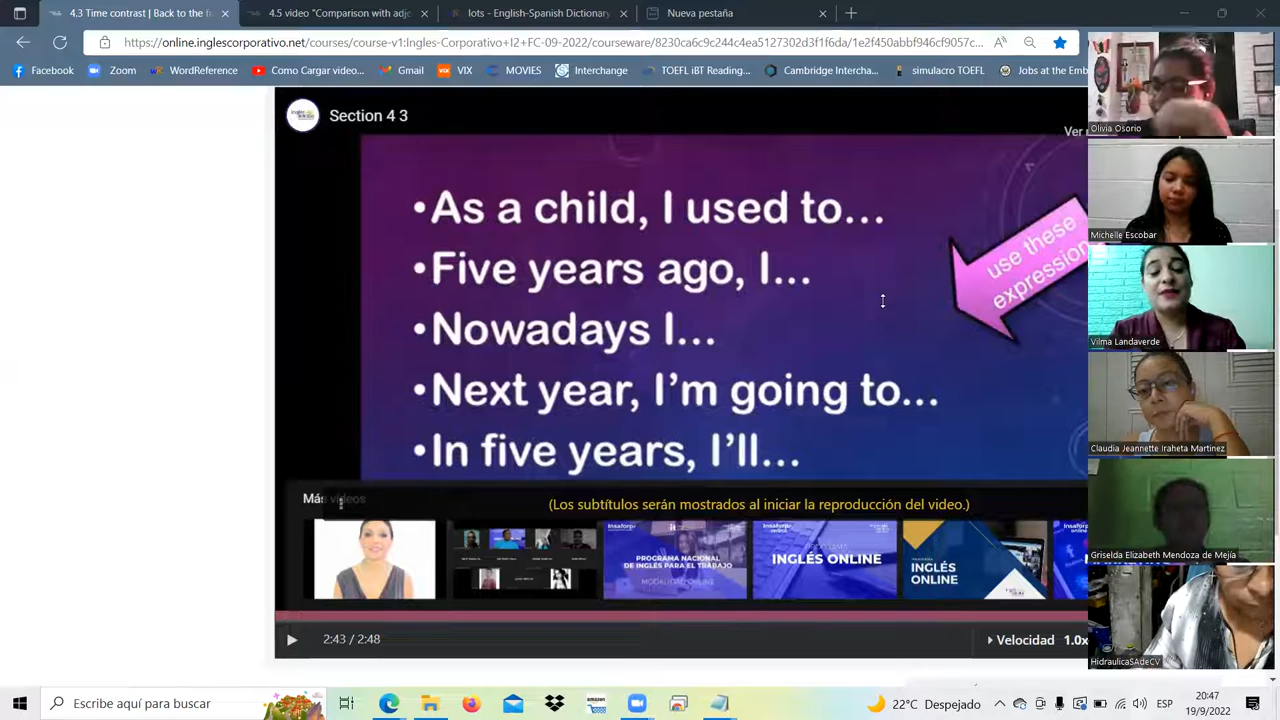 4.3 Time contrast | Back to the f
4.5 video "Comparison with adje
lots - English-Spanish Dictionary
Nueva pestaña
https://online.inglescorporativo.net/courses/course-v1:Ingles-Corporativo+I2+FC-09-2022/courseware/8230ca6c9c244c4ea5127302d3f1f6da/1e2f450abbf946cf9057c...
Facebook
Zoom
WordReference
Como Cargar video...
Gmail
VIX
MOVIES
Interchange
TOEFL iBT Reading...
Cambridge Intercha...
simulacro TOEFL
Jobs at the Emb
Section 4 3
Ver
•As a child, I used to...
•Five years ago, I...
•Nowadays I...
•Next year, I'm going to...
•In five years, I'll...
use these
expression
Más videos
(Los subtítulos serán mostrados al iniciar la reproducción del video.)
PROGRAMA NACIONAL
DE INGLÉS PARA EL TRABAJO
MODALIDAD ONLINE
INGLÉS ONLINE
INGLÉS
ONLINE
2:43 / 2:48
Velocidad 1.0x
Olivia Osorio
Michelle Escobar
Vilma Landaverde
Claudia Jeannette Iraheta Martinez
Griselda Elizabeth Mendoza de Mejía
HidraulicaSAdeCV
Escribe aquí para buscar
22°C Despejado
ESP
20:47
19/9/2022